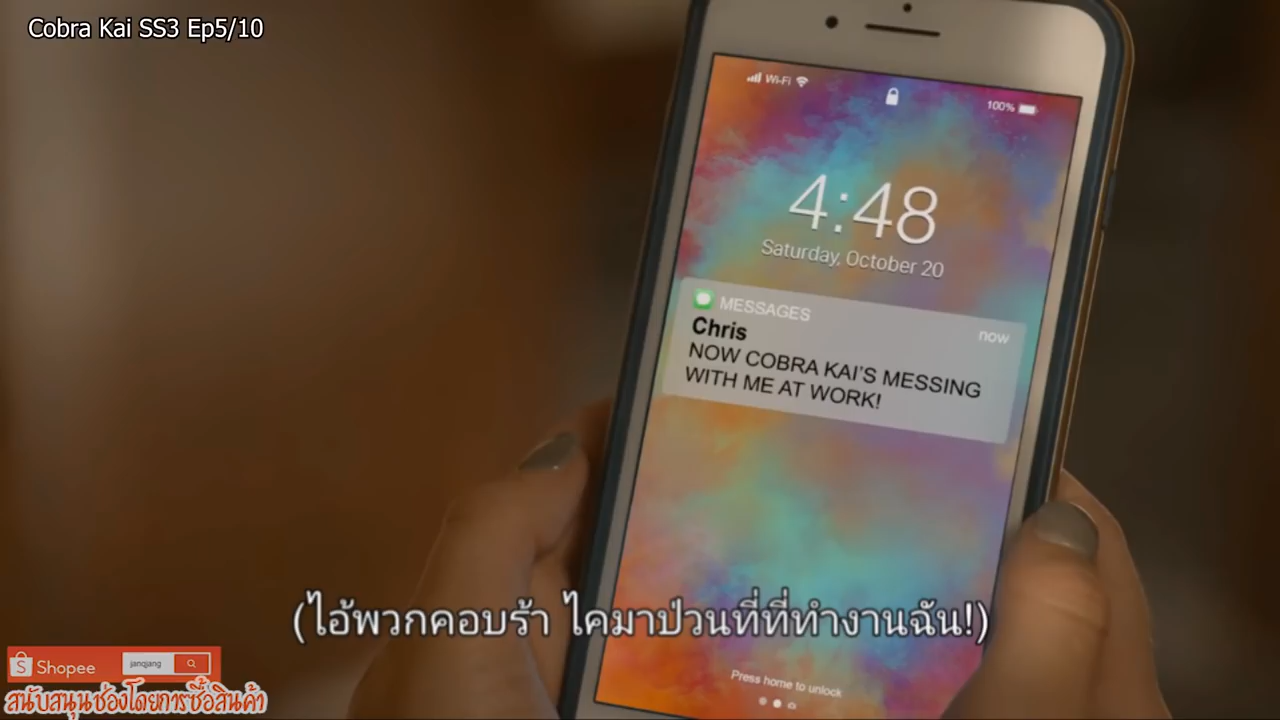 Cobra Kai SS3 Ep5/10
Wi-Fi
100%
4:48
Saturday, October 20
MESSAGES
now
Chris
NOW COBRA KAI'S MESSING
WITH ME AT WORK!
(ไอ้พวกคอบร้า ไคมาป่วนที่ที่ทำงานฉัน!)
Press home to unlock
Shopee
janqjang
สนับสนุนช่องโดยการซื้อสินค้า